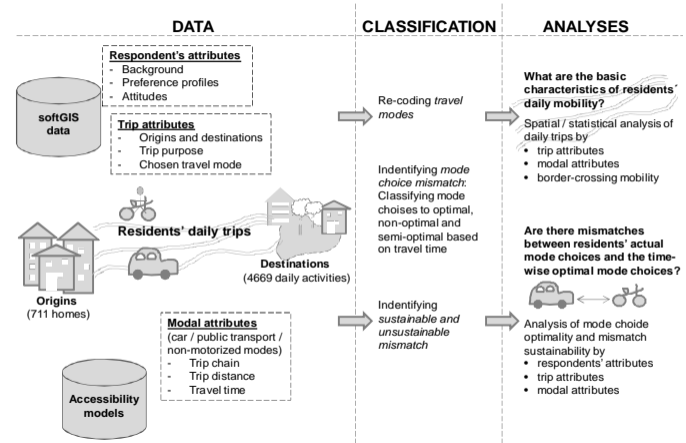 DATA
CLASSIFICATION
ANALYSES
Respondent's attributes
- Background
- Preference profiles
- Attitudes
softGIS
data
Trip attributes
- Origins and destinations
- Trip purpose
- Chosen travel mode
Residents' daily trips
Origins
(711 homes)
Destinations
(4669 daily activities)
Modal attributes
(car / public transport /
non-motorized modes)
- Trip chain
- Trip distance
- Travel time
Accessibility
models
Re-coding travel
modes
Indentifying mode
choice mismatch:
Classifying mode
choises to optimal,
non-optimal and
semi-optimal based
on travel time
Indentifying
sustainable and
unsustainable
mismatch
What are the basic
characteristics of residents´
daily mobility?
Spatial / statistical analysis of
daily trips by
• trip attributes
• modal attributes
• border-crossing mobility
Are there mismatches
between residents' actual
mode choices and the time-
wise optimal mode choices?
Analysis of mode choide
optimality and mismatch
sustainability by
• respondents' attributes
• trip attributes
• modal attributes